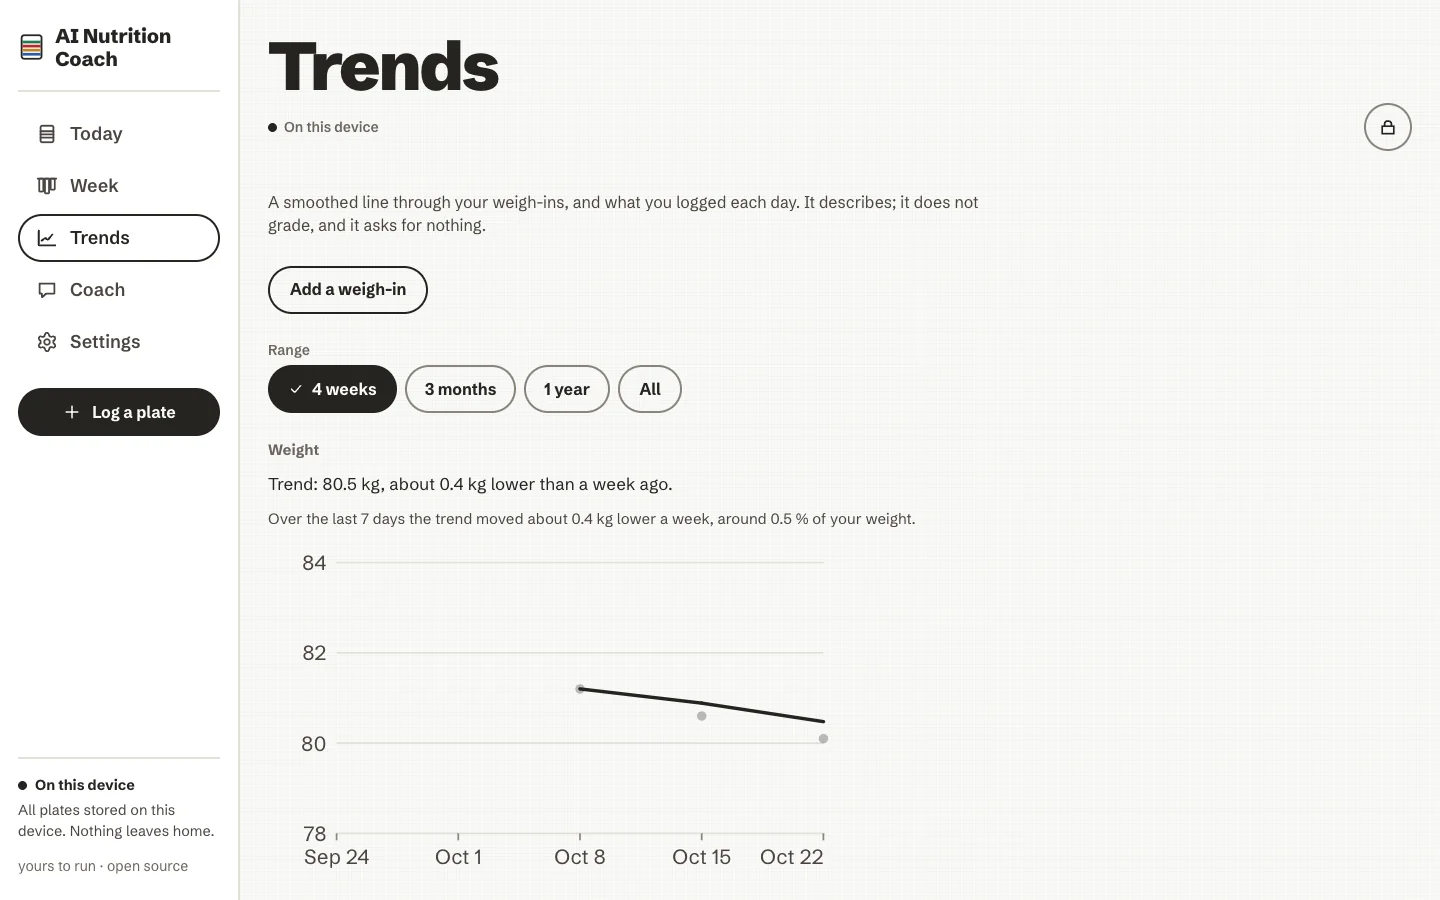 AI Nutrition
Coach
Today
Week
Trends
Coach
Settings
Log a plate
On this device
All plates stored on this
device. Nothing leaves home.
yours to run · open source
Trends
On this device
A smoothed line through your weigh-ins, and what you logged each day. It describes; it does not
grade, and it asks for nothing.
Add a weigh-in
Range
4 weeks
3 months
1 year
All
Weight
Trend: 80.5 kg, about 0.4 kg lower than a week ago.
Over the last 7 days the trend moved about 0.4 kg lower a week, around 0.5 % of your weight.
84
82
80
78
Sep 24
Oct 1
Oct 8
Oct 15
Oct 22